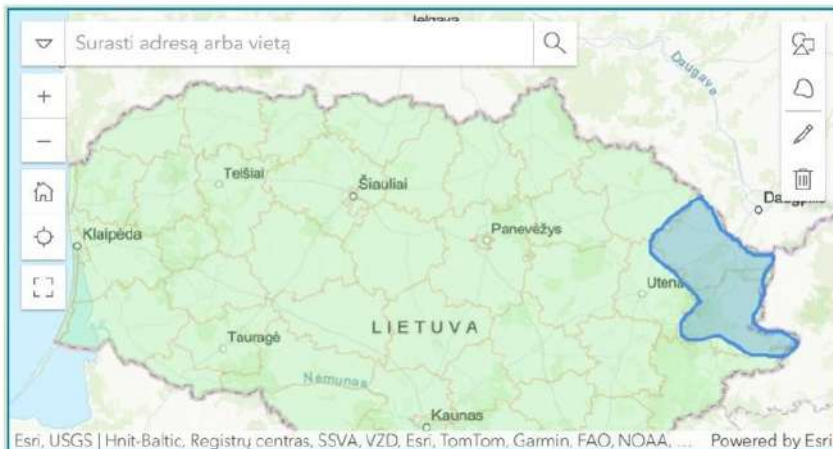 Jelgava
Surasti adresą arba vietą
Daugava
Telšiai
Šiauliai
Klaipėda
Panevėžys
Utena
LIETUVA
Tauragė
Nemunas
Kaunas
Esri, USGS | Hnit-Baltic, Registrų centras, SSVA, VZD, Esri, TomTom, Garmin, FAO, NOAA, ... Powered by Esri